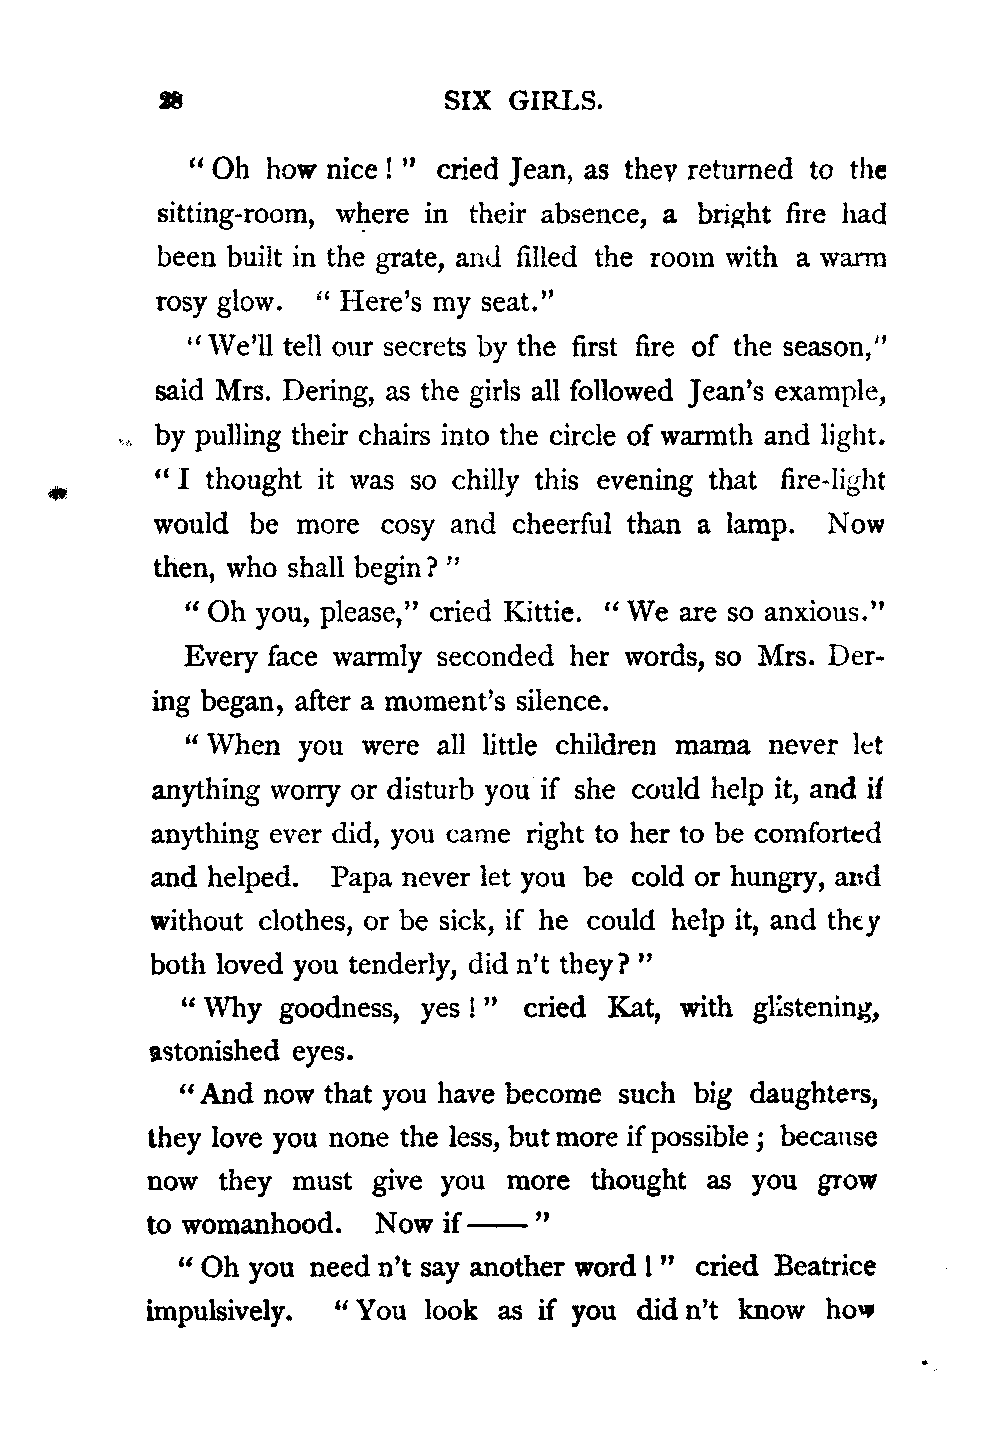 28 SIX GIRLS.
"Oh how nice!" cried Jean, as they returned to the
sitting-room, where in their absence, a bright fire had
been built in the grate, and filled the room with a warm
rosy glow. "Here's my seat."
"We'll tell our secrets by the first fire of the season,"
said Mrs. Dering, as the girls all followed Jean's example,
by pulling their chairs into the circle of warmth and light.
"I thought it was so chilly this evening that fire-light
would be more cosy and cheerful than a lamp. Now
then, who shall begin?"
"Oh you, please," cried Kittie. "We are so anxious."
Every face warmly seconded her words, so Mrs. Der-
ing began, after a moment's silence.
"When you were all little children mama never let
anything worry or disturb you if she could help it, and if
anything ever did, you came right to her to be comforted
and helped. Papa never let you be cold or hungry, and
without clothes, or be sick, if he could help it, and they
both loved you tenderly, did n't they?"
"Why goodness, yes!" cried Kat, with glistening,
astonished eyes.
"And now that you have become such big daughters,
they love you none the less, but more if possible; because
now they must give you more thought as you grow
to womanhood. Now if——"
"Oh you need n't say another word!" cried Beatrice
impulsively. "You look as if you did n't know how